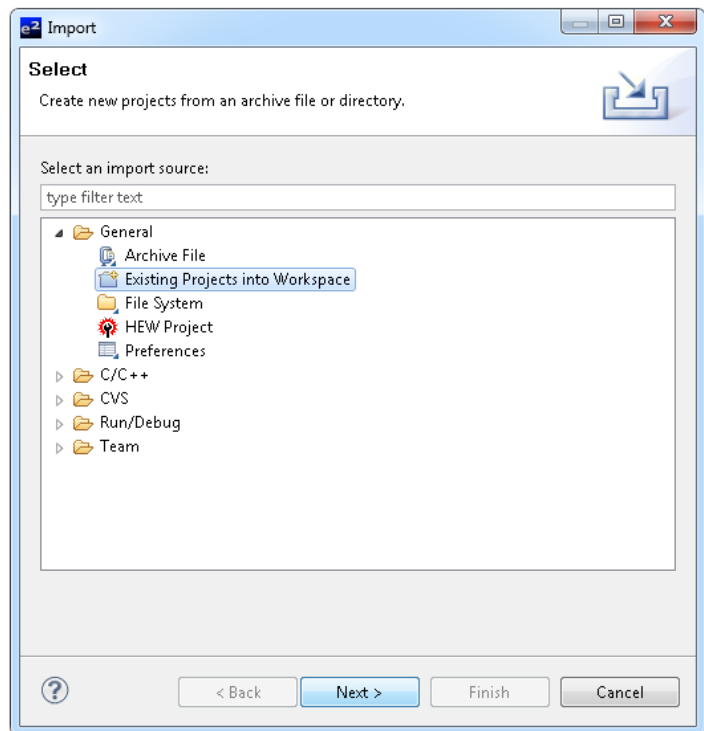 e² Import
Select
Create new projects from an archive file or directory.
Select an import source:
type filter text
General
Archive File
Existing Projects into Workspace
File System
HEW Project
Preferences
C/C++
CVS
Run/Debug
Team
? < Back Next > Finish Cancel